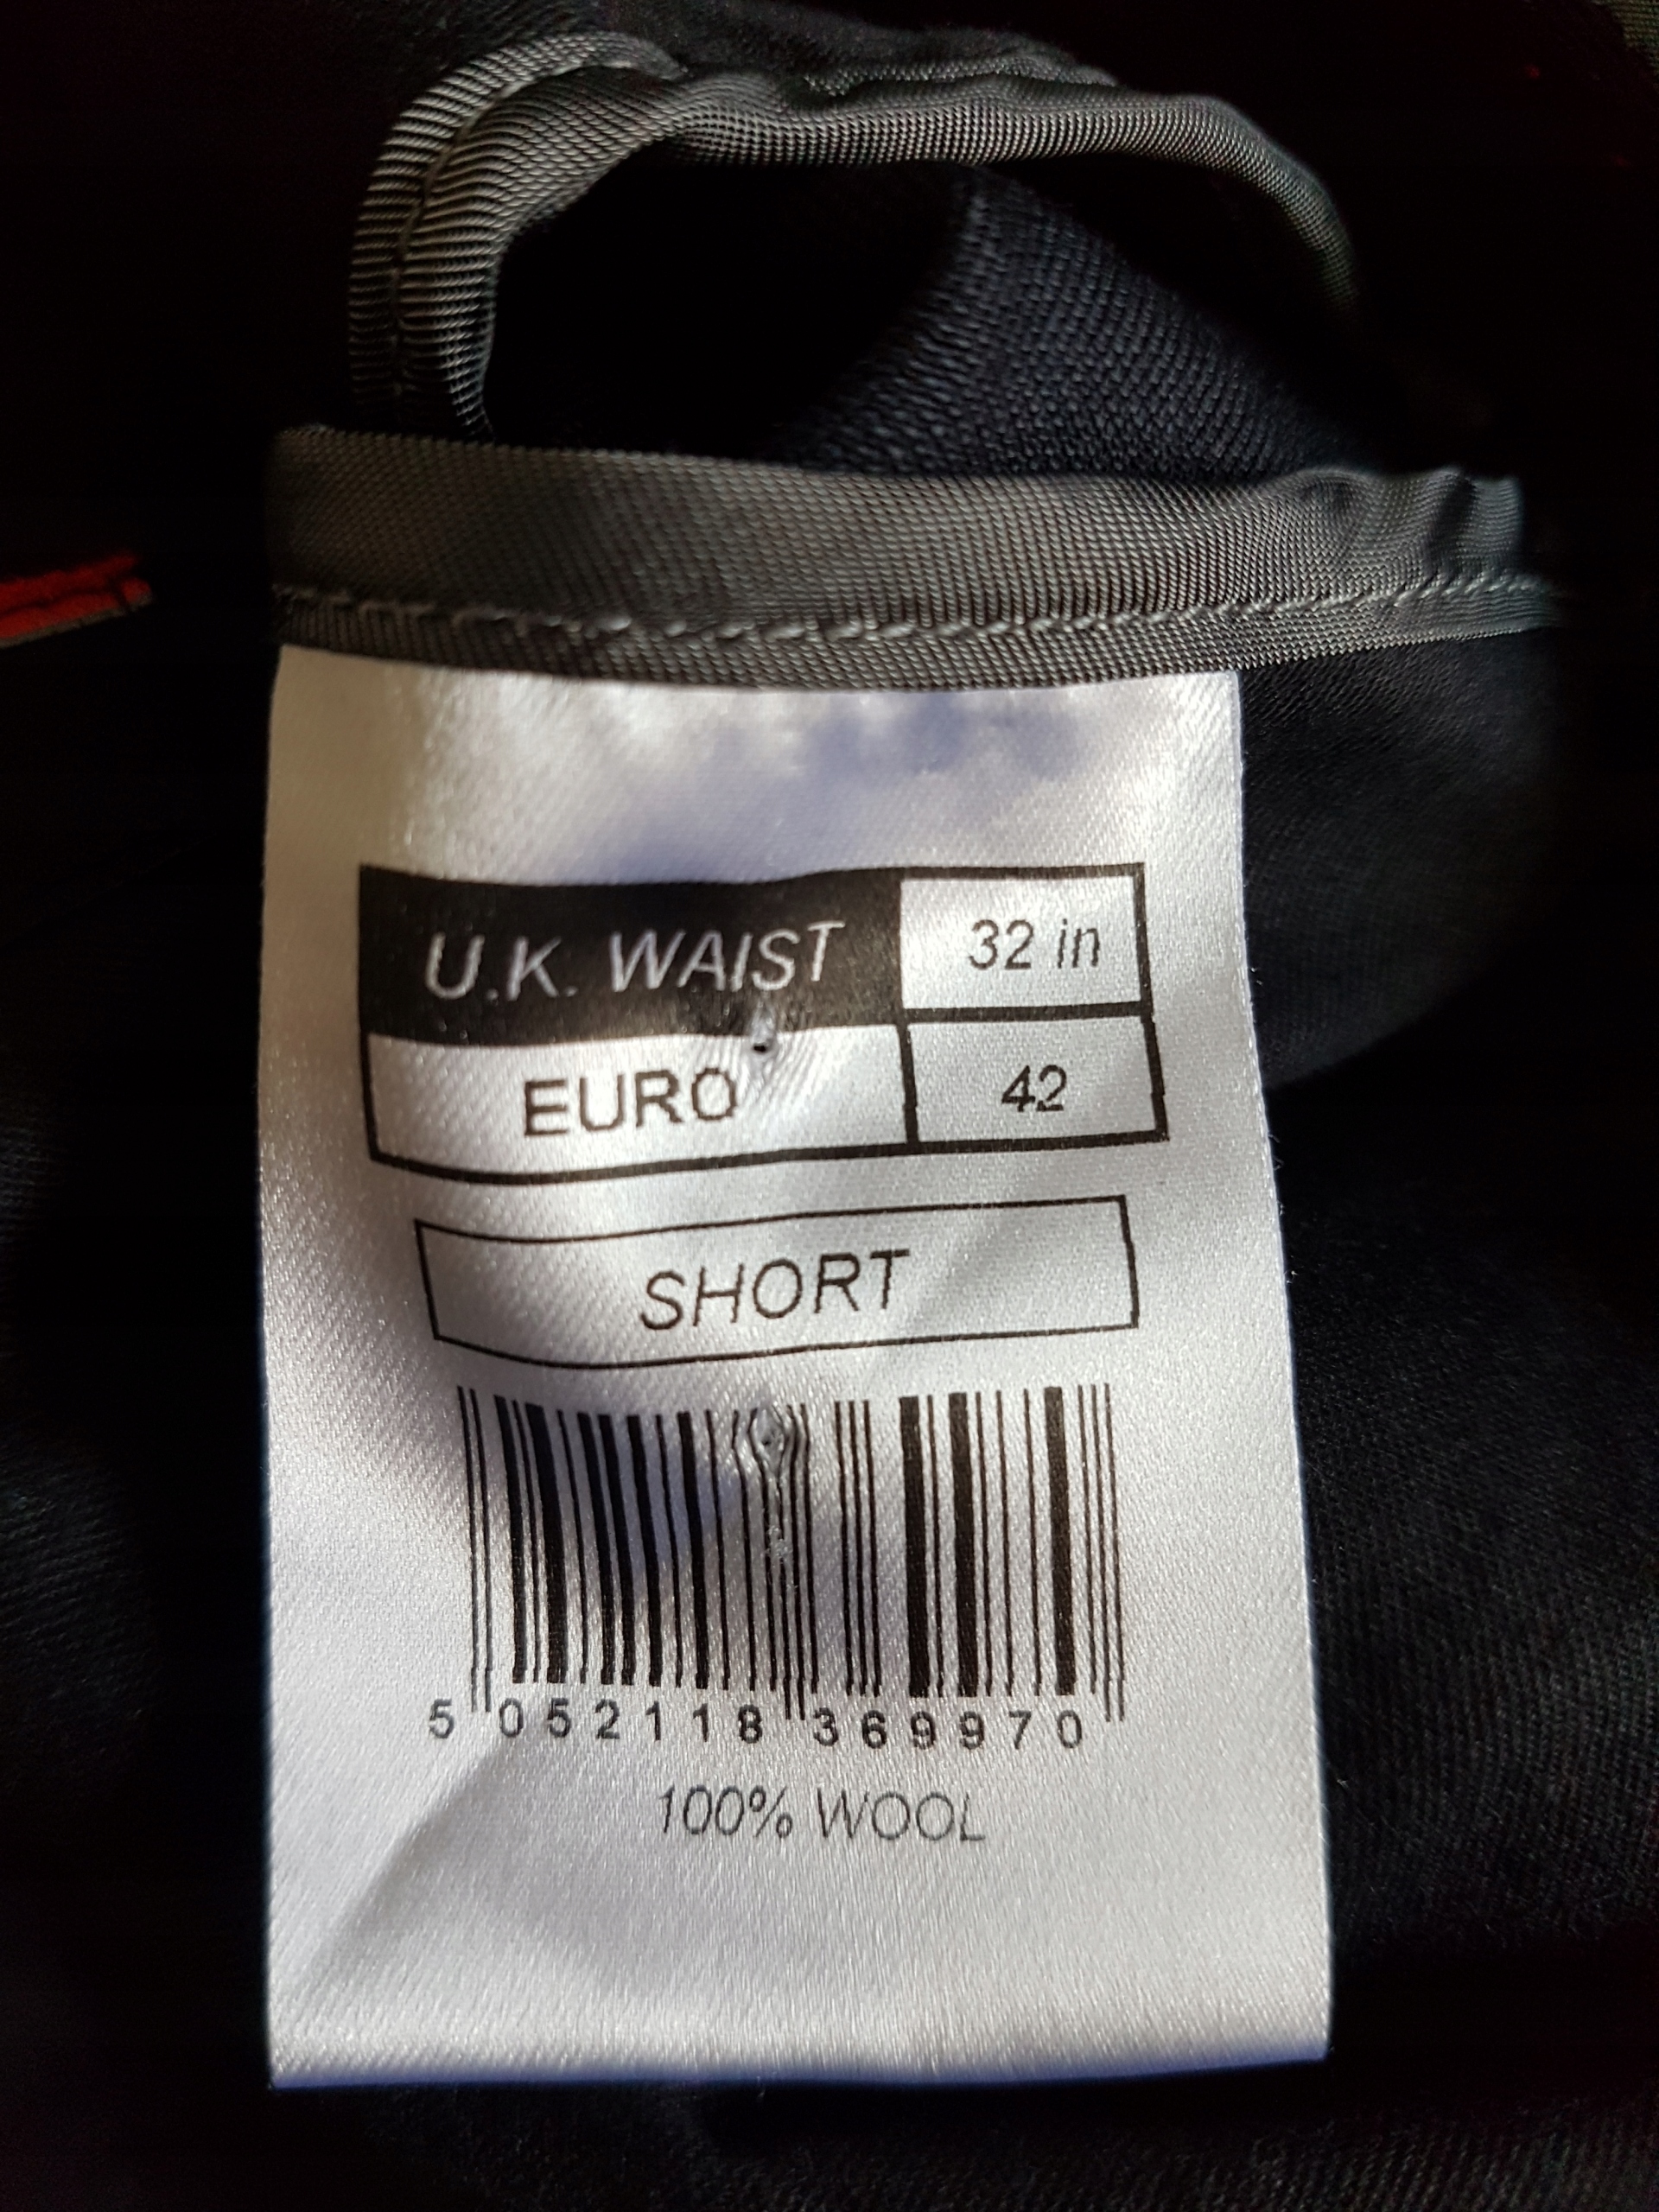 U.K. WAIST 32 in
EURO 42
SHORT
5 052118 369970
100% WOOL